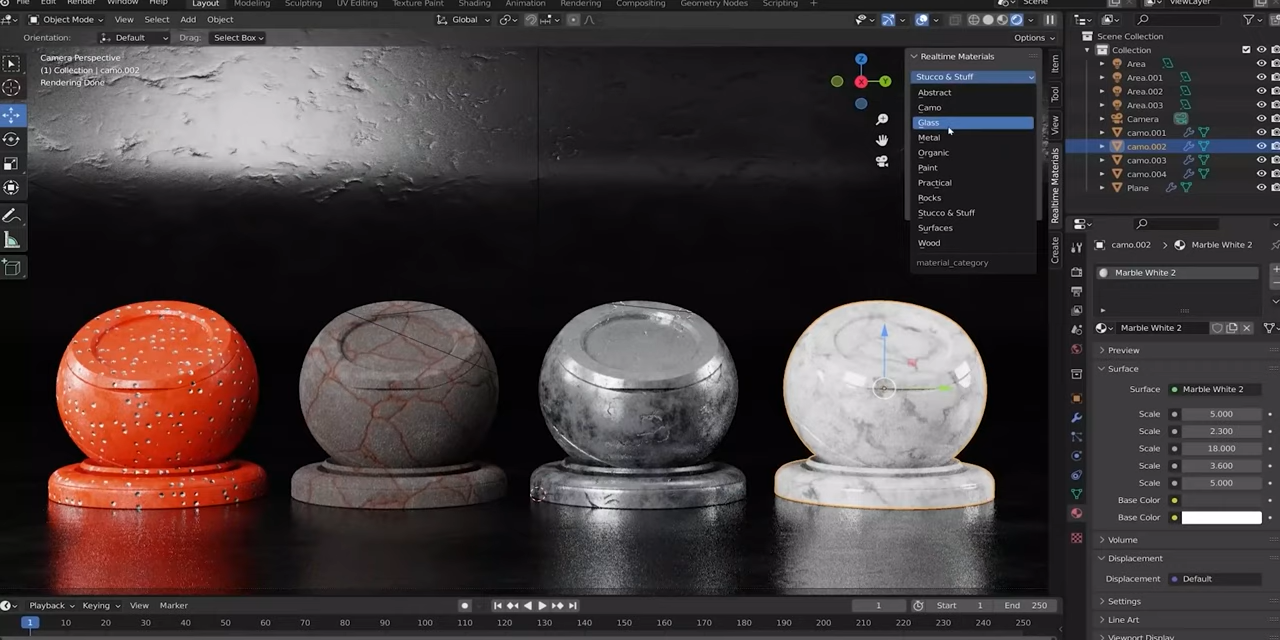 File Edit Render Window Help Layout Modeling Sculpting UV Editing Texture Paint Shading Animation Rendering Compositing Geometry Nodes Scripting + Scene ViewLayer
Object Mode View Select Add Object Global Options
Orientation: Default Drag: Select Box
Camera Perspective
(1) Collection | camo.002
Rendering Done
X
Y
Z
Realtime Materials
Stucco & Stuff
Abstract
Camo
Glass
Metal
Organic
Paint
Practical
Rocks
Stucco & Stuff
Surfaces
Wood
material_category
Item
Tool
View
Realtime Materials
Create
Scene Collection
Collection
Area
Area.001
Area.002
Area.003
Camera
camo.001
camo.002
camo.003
camo.004
Plane
camo.002 > Marble White 2
Marble White 2
Marble White 2
Preview
Surface
Surface Marble White 2
Scale 5.000
Scale 2.300
Scale 18.000
Scale 3.600
Scale 5.000
Base Color
Base Color
Volume
Displacement
Displacement Default
Settings
Line Art
Viewport Display
Playback Keying View Marker 1 Start 1 End 250
1 10 20 30 40 50 60 70 80 90 100 110 120 130 140 150 160 170 180 190 200 210 220 230 240 250